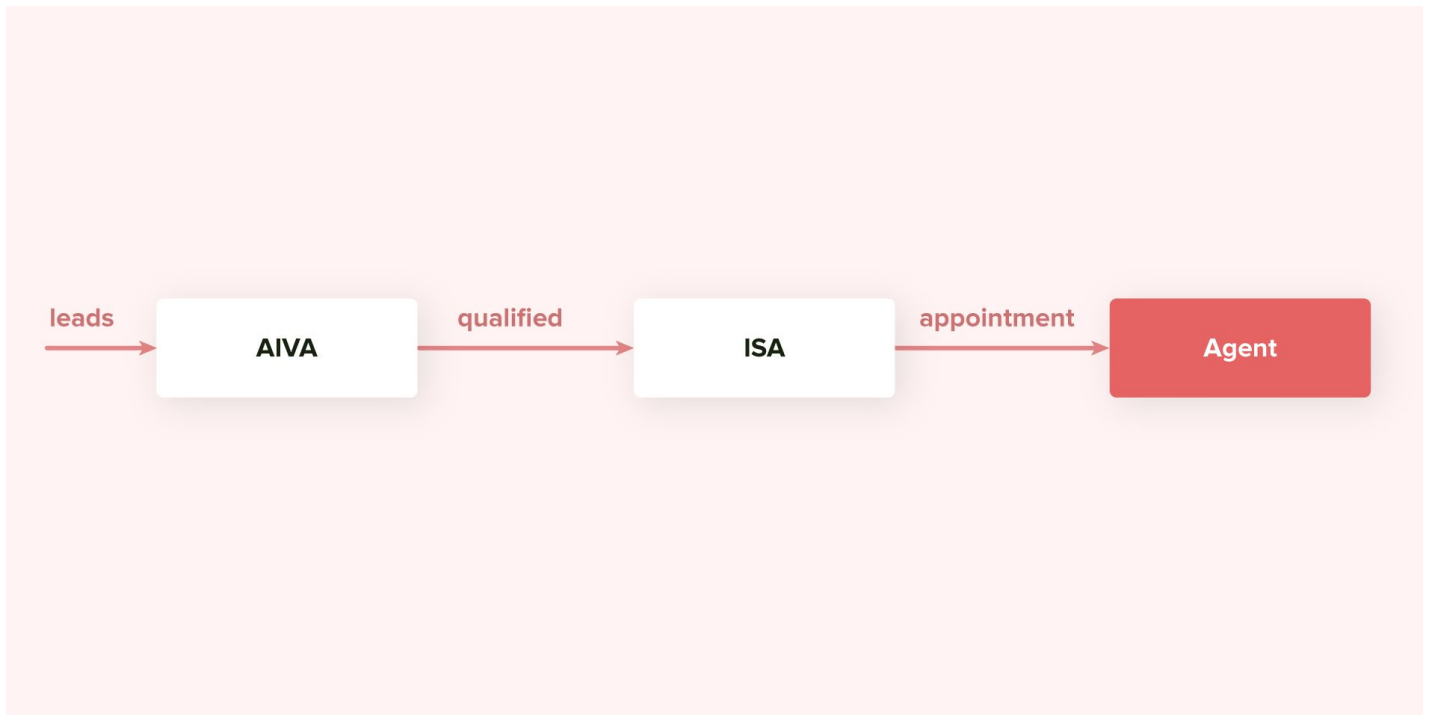 leads
AIVA
qualified
ISA
appointment
Agent